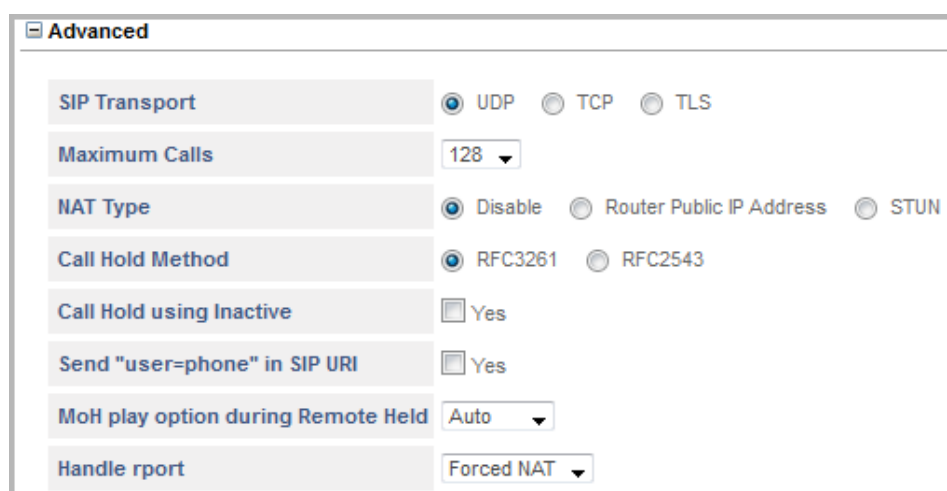 Advanced
SIP Transport UDP TCP TLS
Maximum Calls 128
NAT Type Disable Router Public IP Address STUN
Call Hold Method RFC3261 RFC2543
Call Hold using Inactive Yes
Send "user=phone" in SIP URI Yes
MoH play option during Remote Held Auto
Handle rport Forced NAT